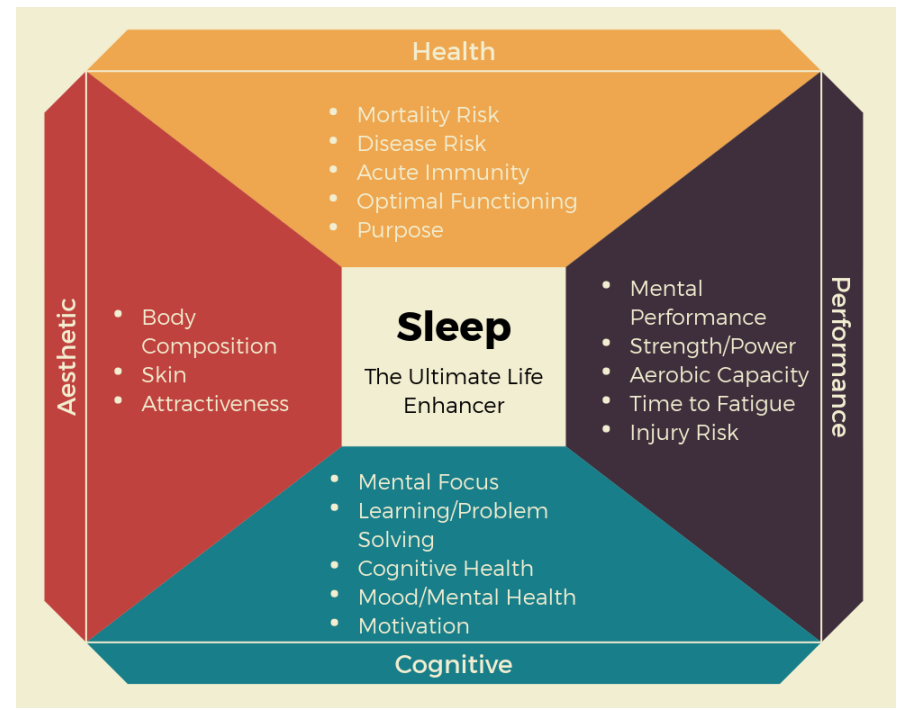 Health
• Mortality Risk
• Disease Risk
• Acute Immunity
• Optimal Functioning
• Purpose
Aesthetic
• Body
Composition
• Skin
• Attractiveness
Sleep
The Ultimate Life
Enhancer
• Mental
Performance
• Strength/Power
• Aerobic Capacity
• Time to Fatigue
• Injury Risk
Performance
• Mental Focus
• Learning/Problem
Solving
• Cognitive Health
• Mood/Mental Health
• Motivation
Cognitive